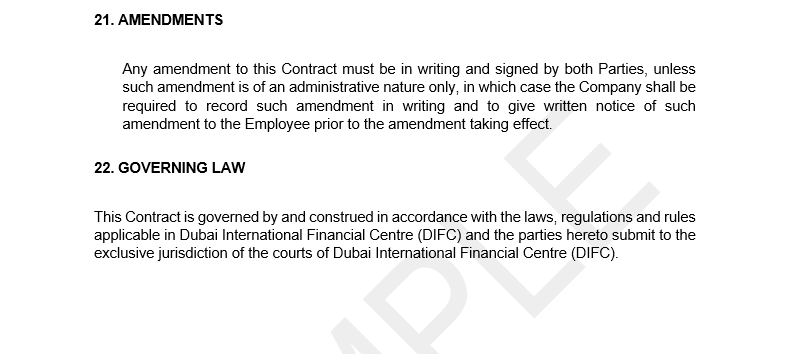 21. AMENDMENTS
Any amendment to this Contract must be in writing and signed by both Parties, unless
such amendment is of an administrative nature only, in which case the Company shall be
required to record such amendment in writing and to give written notice of such
amendment to the Employee prior to the amendment taking effect.
22. GOVERNING LAW
This Contract is governed by and construed in accordance with the laws, regulations and rules
applicable in Dubai International Financial Centre (DIFC) and the parties hereto submit to the
exclusive jurisdiction of the courts of Dubai International Financial Centre (DIFC).
MPLE